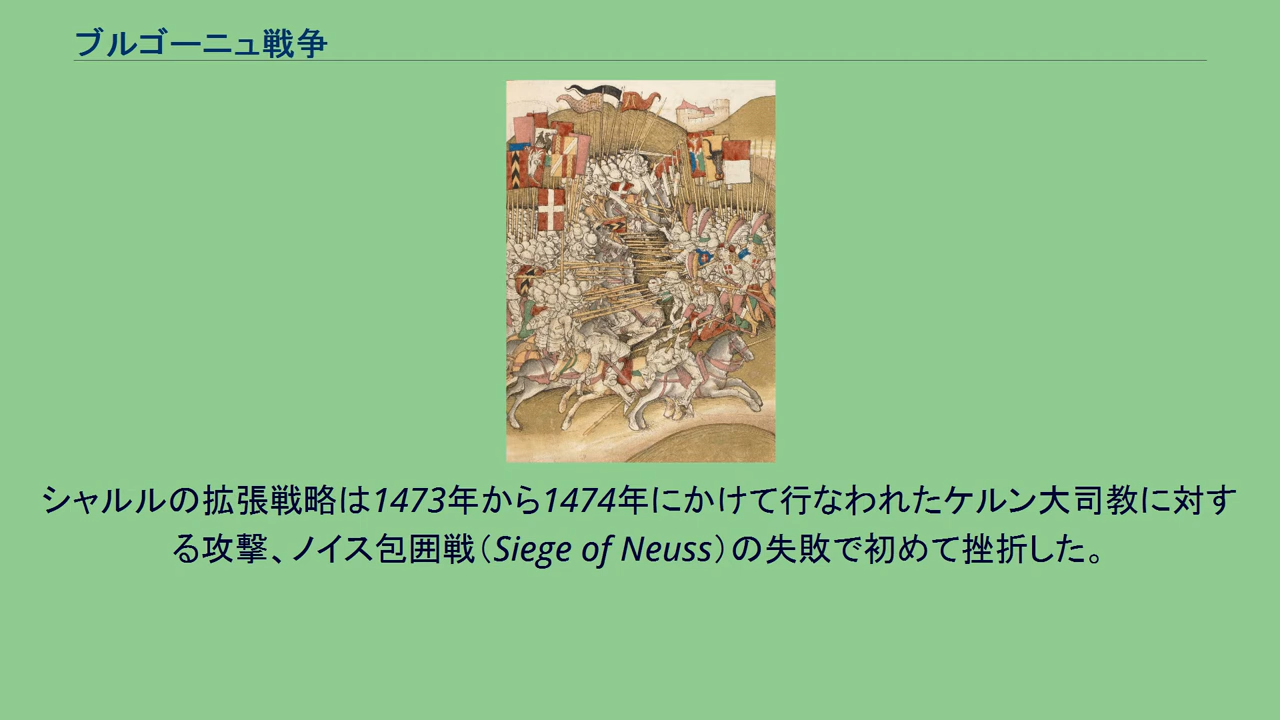 ブルゴーニュ戦争
シャルルの拡張戦略は1473年から1474年にかけて行なわれたケルン大司教に対す
る攻撃、ノイス包囲戦（Siege of Neuss）の失敗で初めて挫折した。